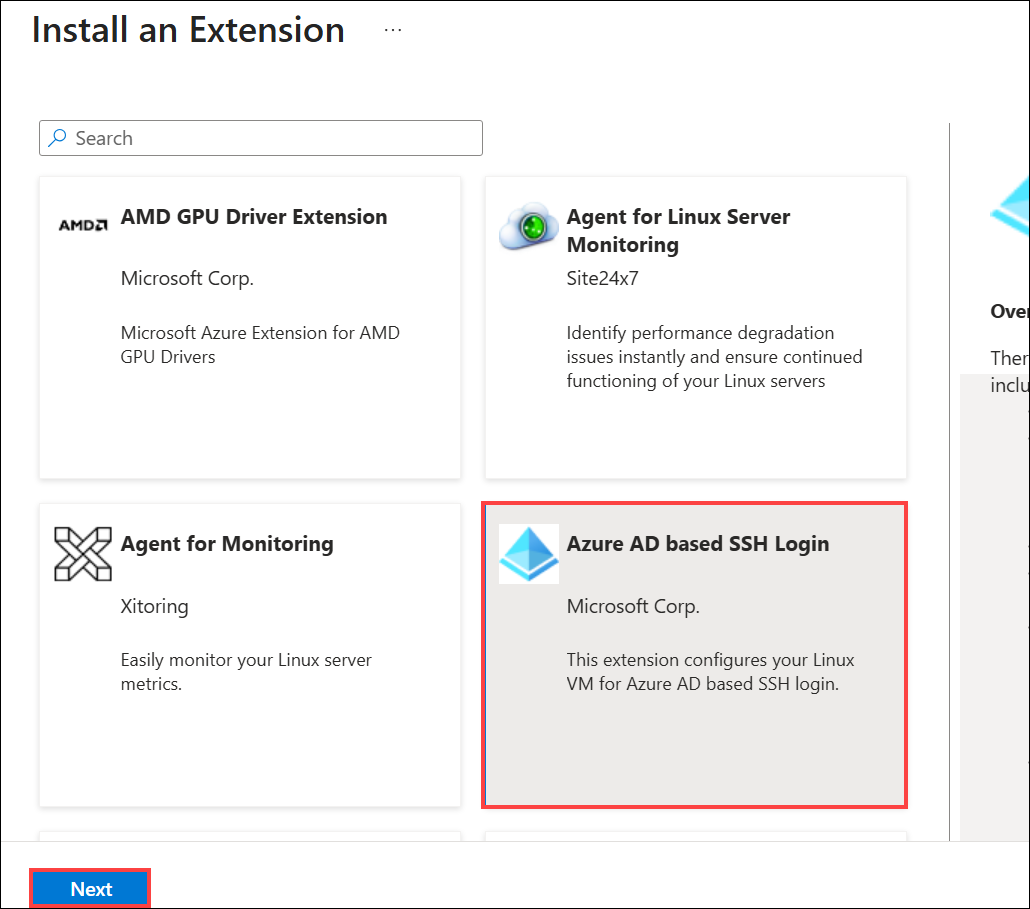 Install an Extension ...
Search
AMD AMD GPU Driver Extension
Microsoft Corp.
Microsoft Azure Extension for AMD
GPU Drivers
Agent for Linux Server
Monitoring
Site24x7
Identify performance degradation
issues instantly and ensure continued
functioning of your Linux servers
Agent for Monitoring
Xitoring
Easily monitor your Linux server
metrics.
Azure AD based SSH Login
Microsoft Corp.
This extension configures your Linux
VM for Azure AD based SSH login.
Over
Ther
inclu
Next